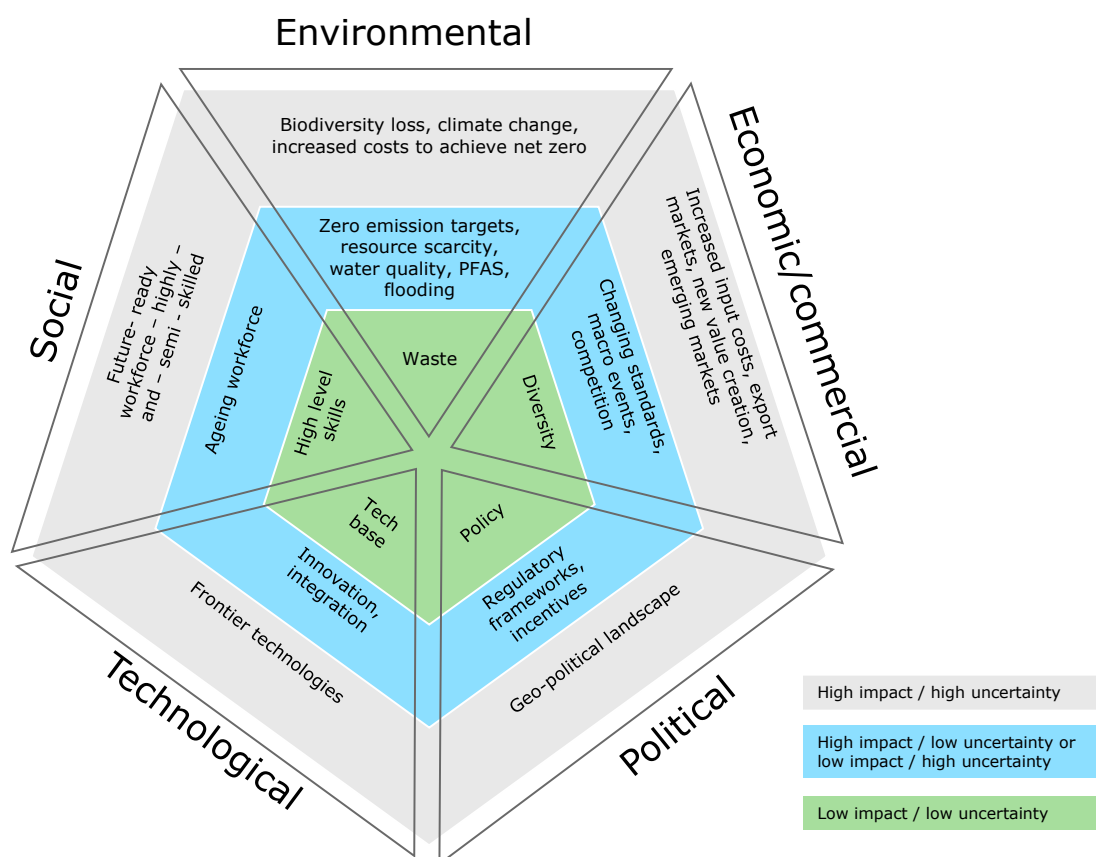 Environmental
Biodiversity loss, climate change,
increased costs to achieve net zero
Zero emission targets,
resource scarcity,
water quality, PFAS,
flooding
Waste
Economic/commercial
Increased input costs, export
markets, new value creation,
emerging markets
Changing standards,
macro events,
competition
Diversity
Social
Future- ready
workforce – highly –
and – semi - skilled
Ageing workforce
High level
skills
Tech
base
Innovation,
integration
Frontier technologies
Technological
Policy
Regulatory
frameworks,
incentives
Geo-political landscape
Political
High impact / high uncertainty
High impact / low uncertainty or
low impact / high uncertainty
Low impact / low uncertainty